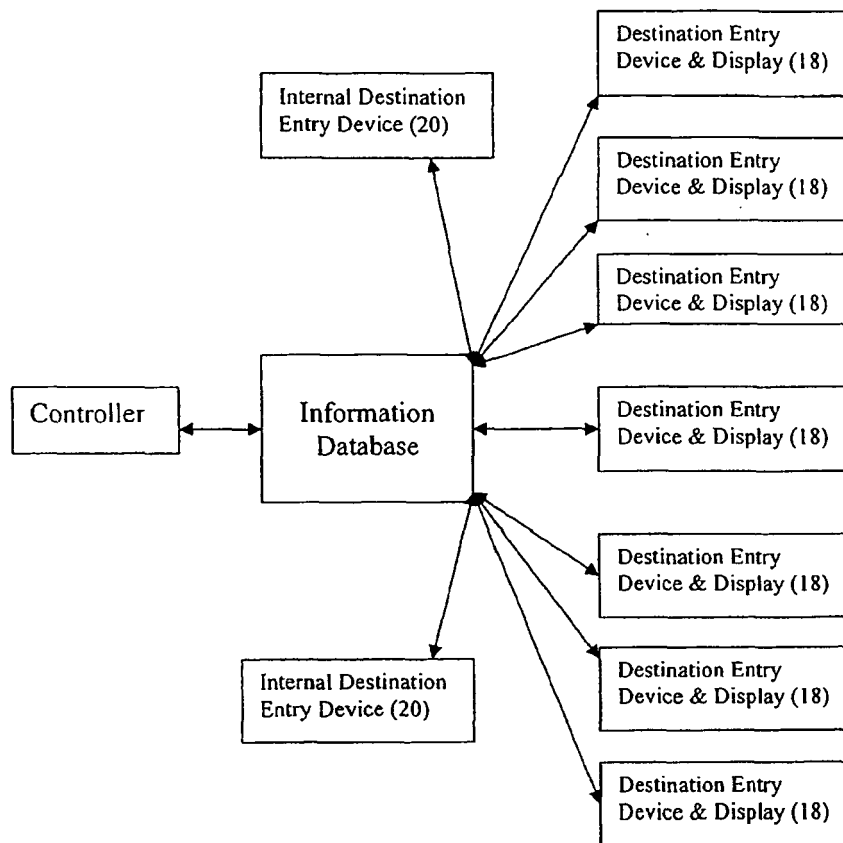 Destination Entry
Device & Display (18)
Internal Destination
Entry Device (20)
Destination Entry
Device & Display (18)
Destination Entry
Device & Display (18)
Controller
Information
Database
Destination Entry
Device & Display (18)
Destination Entry
Device & Display (18)
Internal Destination
Entry Device (20)
Destination Entry
Device & Display (18)
Destination Entry
Device & Display (18)